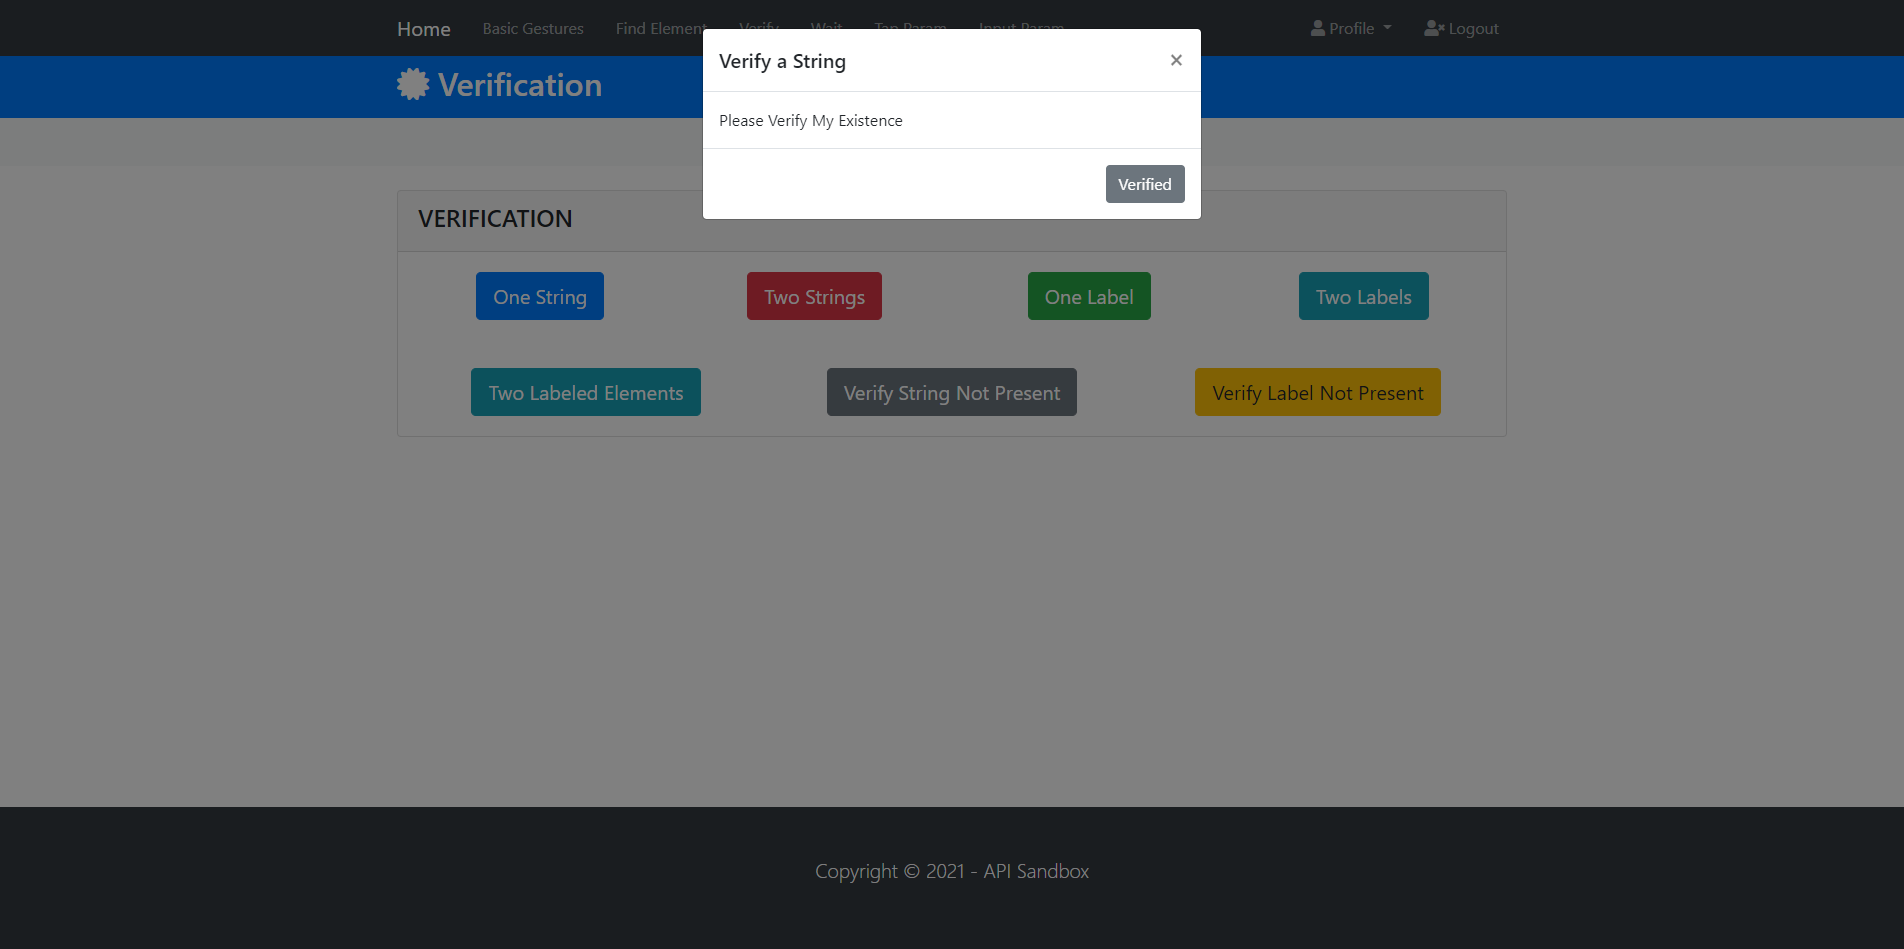 Home Basic Gestures Find Element Verify Wait Tap Param Input Param Profile Logout
Verification
Verify a String ×
Please Verify My Existence
Verified
VERIFICATION
One String Two Strings One Label Two Labels
Two Labeled Elements Verify String Not Present Verify Label Not Present
Copyright © 2021 - API Sandbox